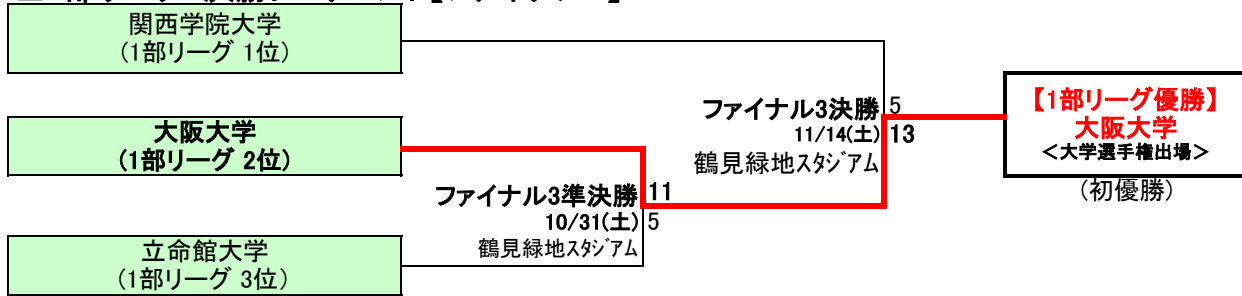 関西学院大学
(1部リーグ 1位)
大阪大学
(1部リーグ 2位)
立命館大学
(1部リーグ 3位)
ファイナル3準決勝
11
10/31(土)
5
鶴見緑地スタジアム
ファイナル3決勝
5
11/14(土)
13
鶴見緑地スタジアム
【1部リーグ優勝】
大阪大学
＜大学選手権出場＞
(初優勝)